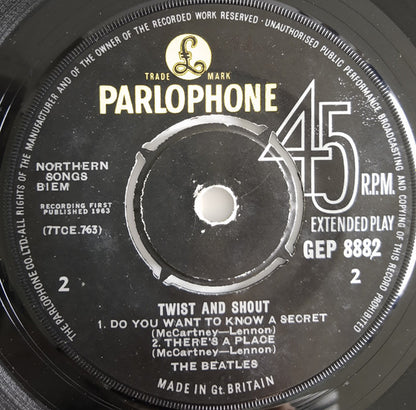 THE PARLOPHONE CO.LTD.·ALL RIGHTS OF THE MANUFACTURER AND OF THE OWNER OF THE RECORDED WORK RESERVED · UNAUTHORISED PUBLIC PERFORMANCE BROADCASTING AND COPYING OF THIS RECORD PROHIBITED
£
TRADE MARK
PARLOPHONE
45
R.P.M.
EXTENDED PLAY
GEP 8882
NORTHERN
SONGS
BIEM
RECORDING FIRST
PUBLISHED 1963
(7TCE.763)
2
2
TWIST AND SHOUT
1. DO YOU WANT TO KNOW A SECRET
(McCartney—Lennon)
2. THERE'S A PLACE
(McCartney—Lennon)
THE BEATLES
MADE IN Gt. BRITAIN